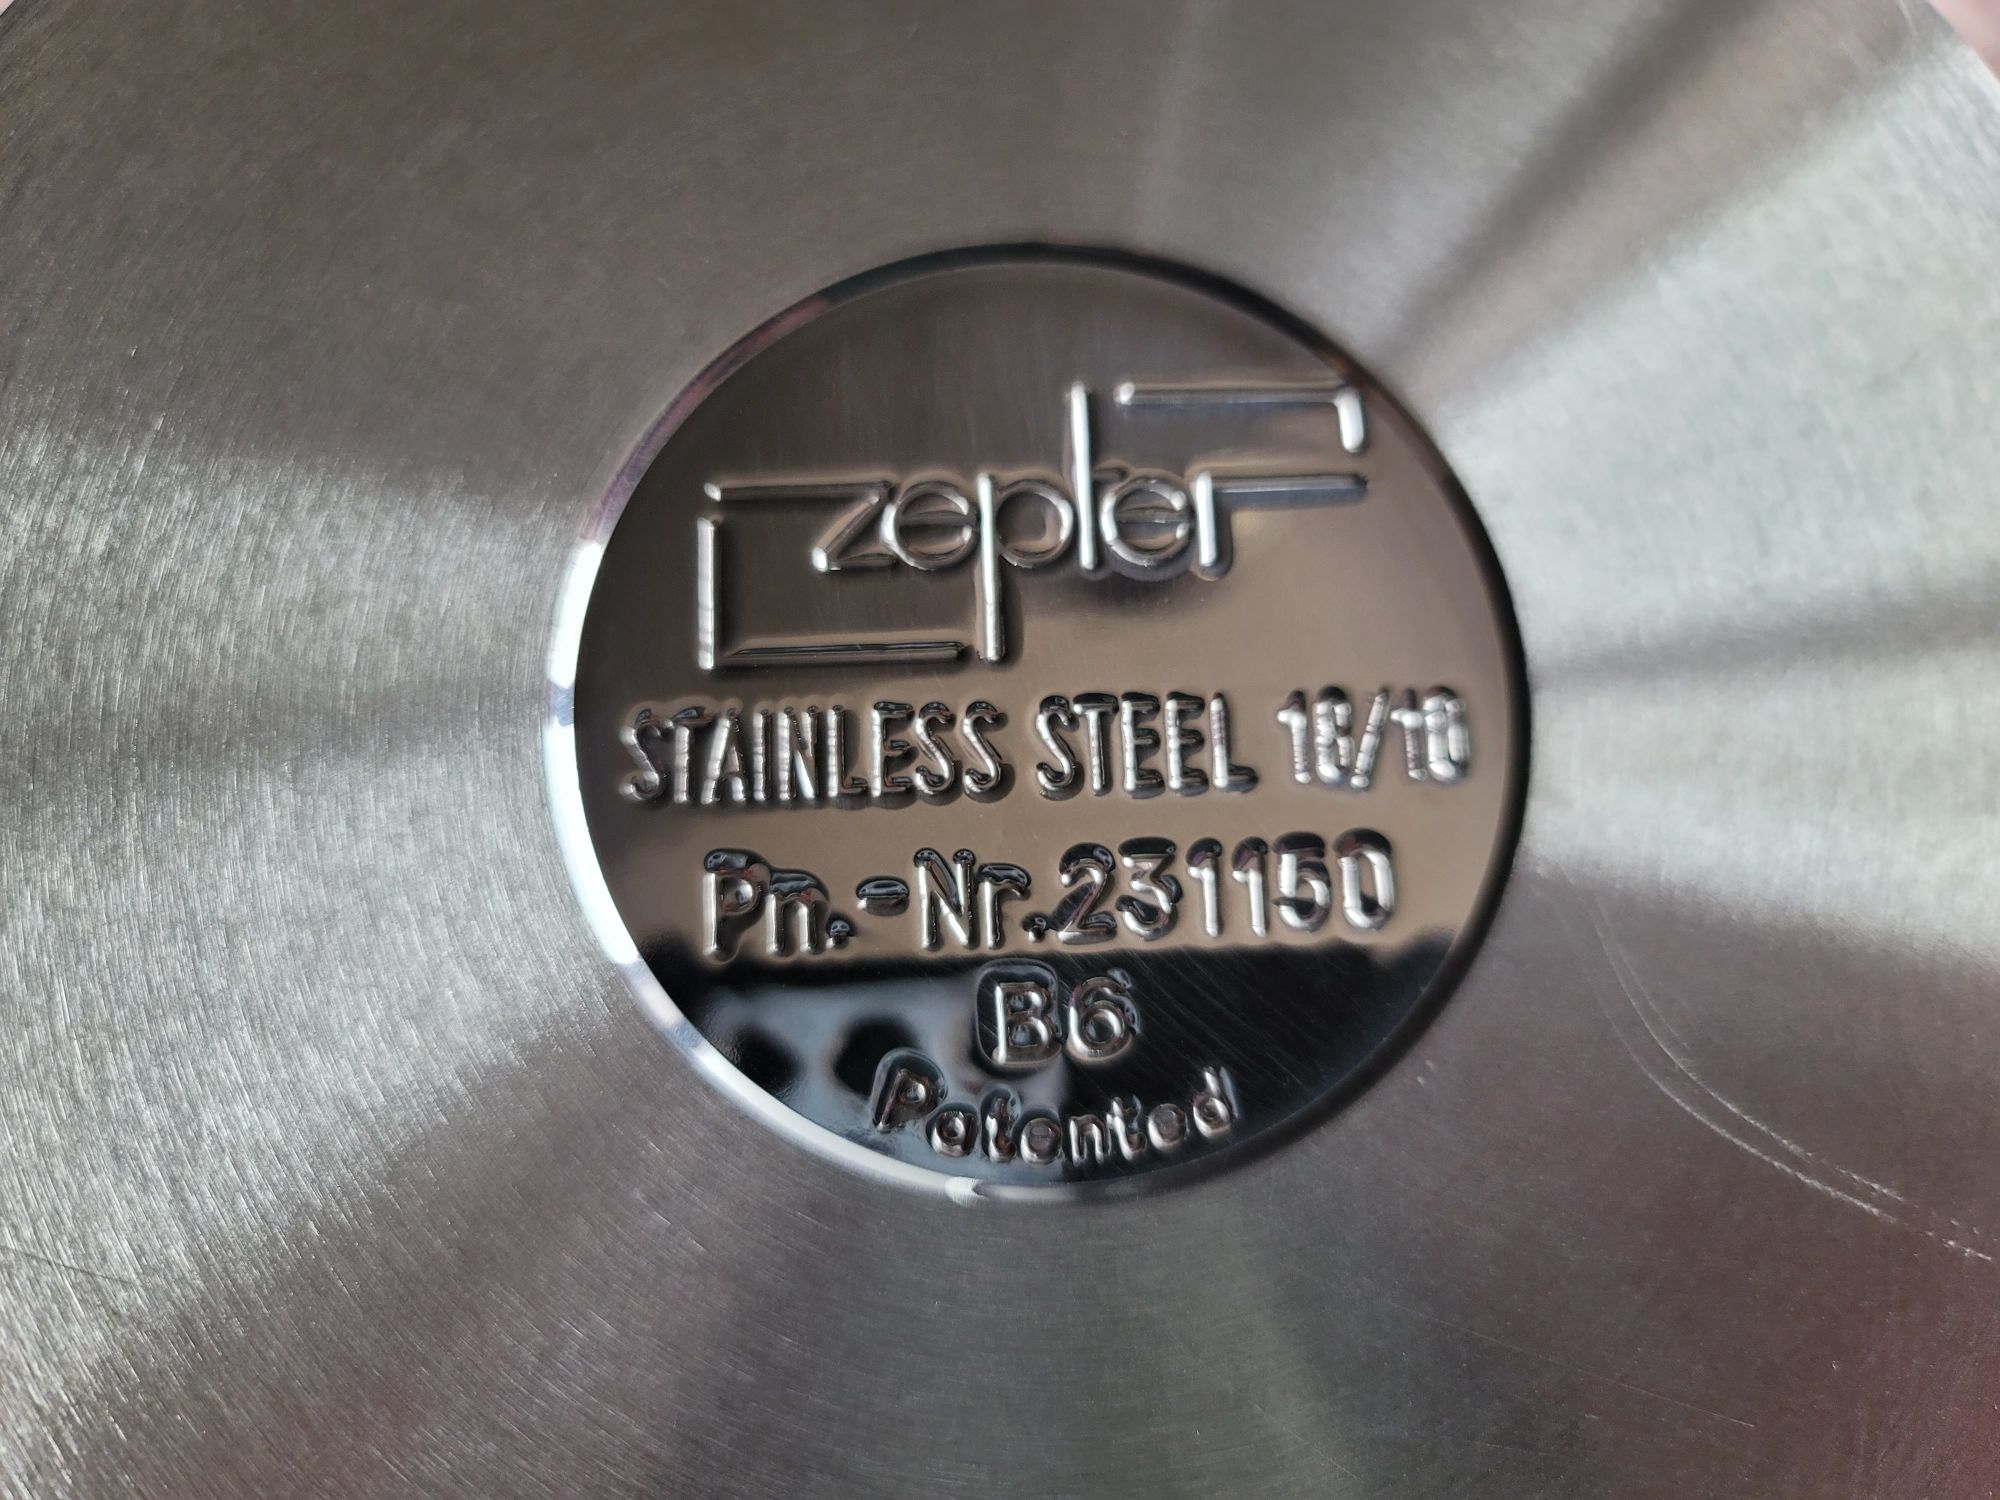 zepter
STAINLESS STEEL 18/10
Pn.-Nr.231150
B6
Patented